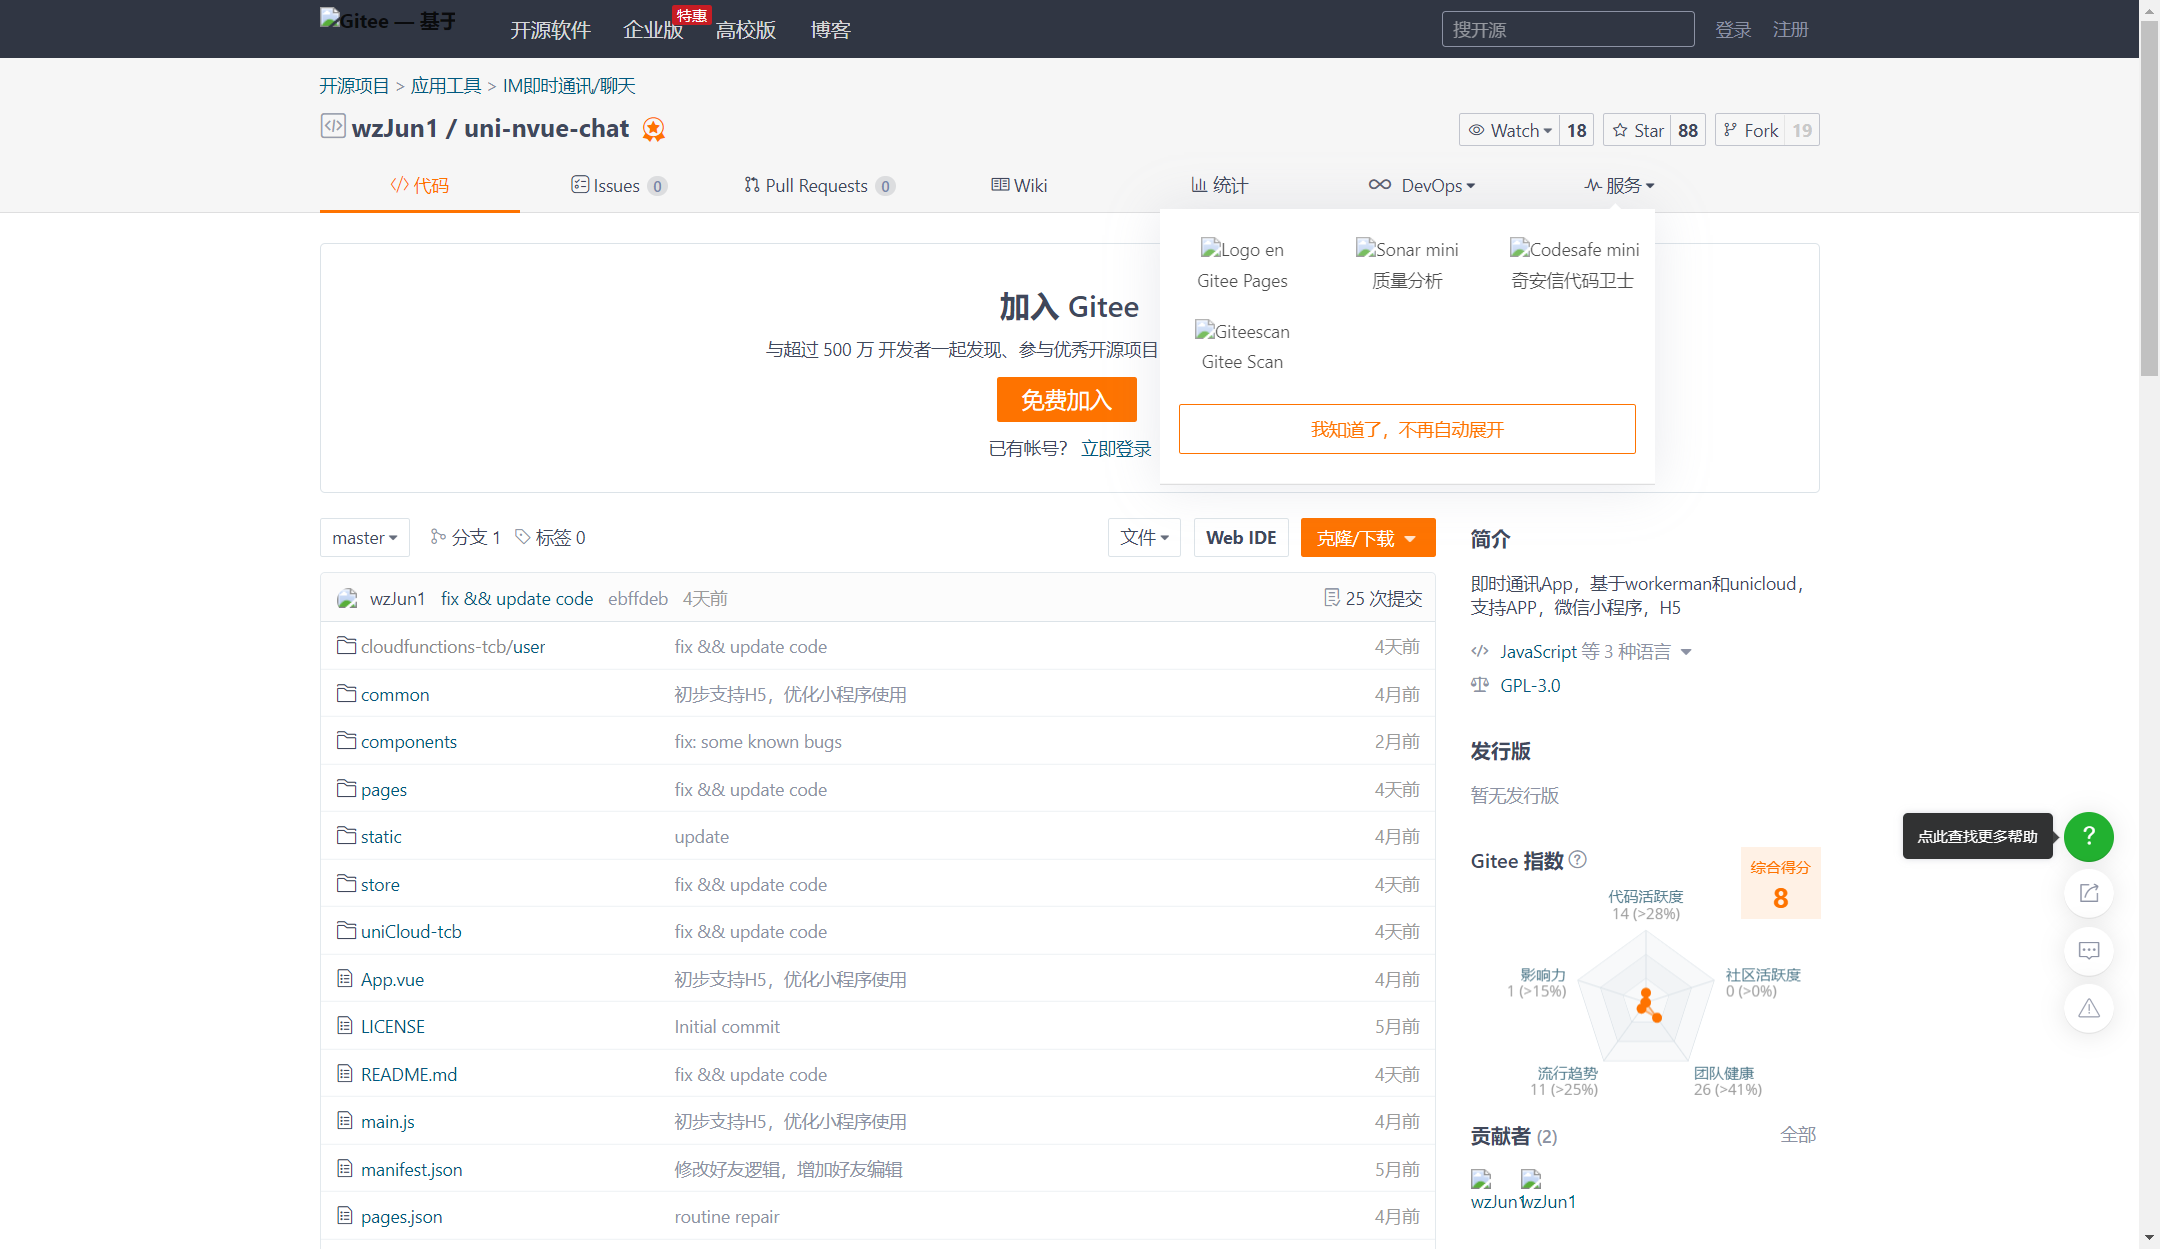 Gitee — 基于
开源软件 企业版 特惠 高校版 博客
搜开源 登录 注册
开源项目 > 应用工具 > IM即时通讯/聊天
wzJun1 / uni-nvue-chat
Watch 18 Star 88 Fork 19
代码 Issues 0 Pull Requests 0 Wiki 统计 DevOps 服务
Logo en Sonar mini Codesafe mini
Gitee Pages 质量分析 奇安信代码卫士
Giteescan
Gitee Scan
我知道了，不再自动展开
加入 Gitee
与超过 500 万 开发者一起发现、参与优秀开源项目
免费加入
已有帐号？ 立即登录
master 分支 1 标签 0 文件 Web IDE 克隆/下载
wzJun1 fix && update code ebffdeb 4天前 25 次提交
cloudfunctions-tcb/user fix && update code 4天前
common 初步支持H5，优化小程序使用 4月前
components fix: some known bugs 2月前
pages fix && update code 4天前
static update 4月前
store fix && update code 4天前
uniCloud-tcb fix && update code 4天前
App.vue 初步支持H5，优化小程序使用 4月前
LICENSE Initial commit 5月前
README.md fix && update code 4天前
main.js 初步支持H5，优化小程序使用 4月前
manifest.json 修改好友逻辑，增加好友编辑 5月前
pages.json routine repair 4月前
简介
即时通讯App，基于workerman和unicloud，
支持APP，微信小程序，H5
JavaScript 等 3 种语言
GPL-3.0
发行版
暂无发行版
Gitee 指数
综合得分
8
代码活跃度
14 (>28%)
影响力
1 (>15%)
社区活跃度
0 (>0%)
流行趋势
11 (>25%)
团队健康
26 (>41%)
贡献者 (2) 全部
wzJun1 wzJun1
点此查找更多帮助
?